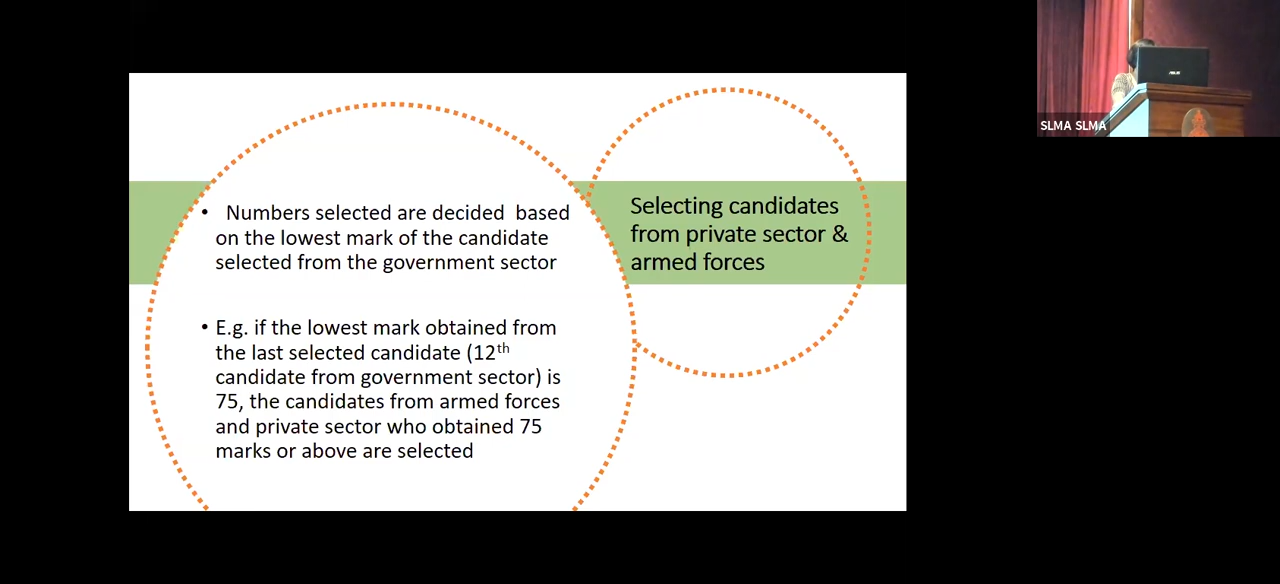 • Numbers selected are decided based
on the lowest mark of the candidate
selected from the government sector
• E.g. if the lowest mark obtained from
the last selected candidate (12th
candidate from government sector) is
75, the candidates from armed forces
and private sector who obtained 75
marks or above are selected
Selecting candidates
from private sector &
armed forces
SLMA SLMA